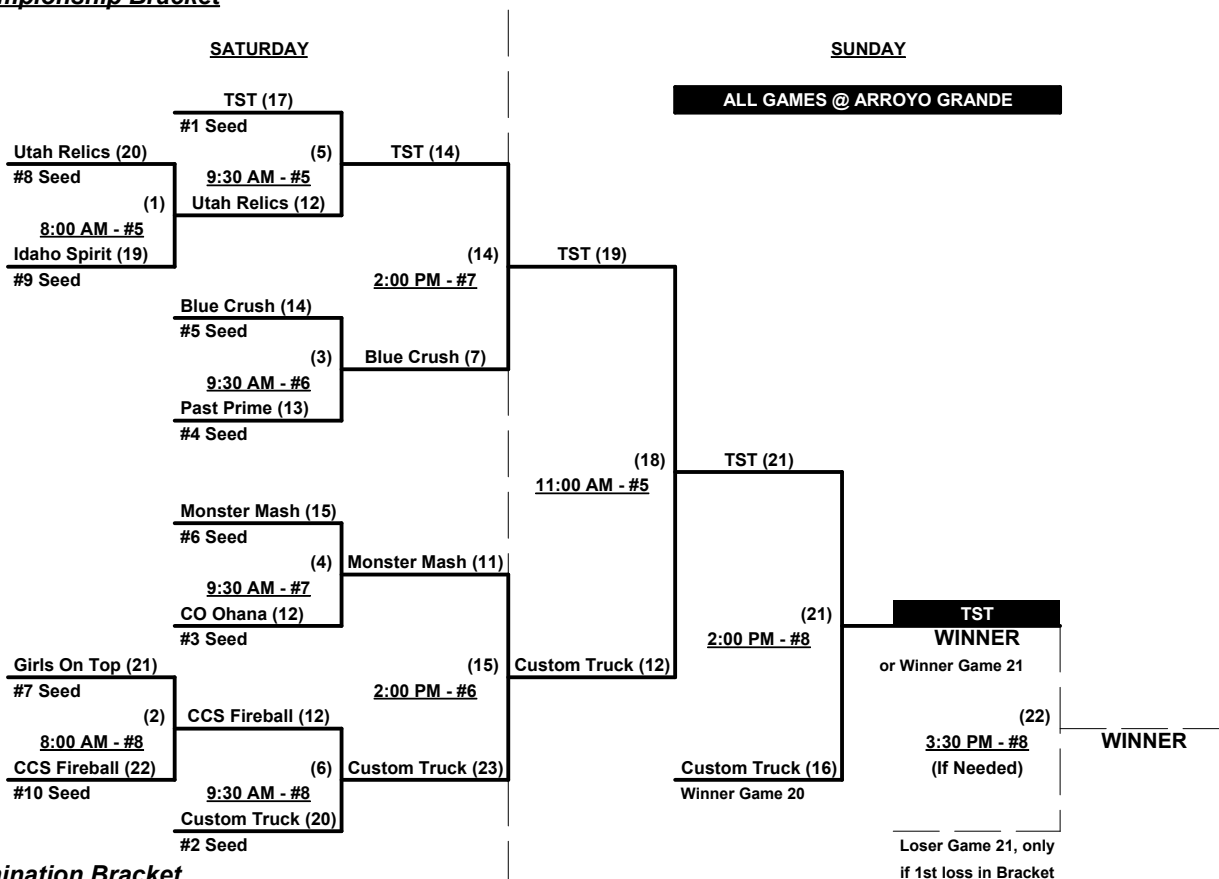 SATURDAY
SUNDAY
ALL GAMES @ ARROYO GRANDE
TST (17)
#1 Seed
Utah Relics (20)
#8 Seed
(1)
8:00 AM - #5
Idaho Spirit (19)
#9 Seed
(5)
9:30 AM - #5
Utah Relics (12)
TST (14)
(14)
2:00 PM - #7
Blue Crush (14)
#5 Seed
(3)
9:30 AM - #6
Past Prime (13)
#4 Seed
Blue Crush (7)
TST (19)
(18)
11:00 AM - #5
Monster Mash (15)
#6 Seed
(4)
9:30 AM - #7
CO Ohana (12)
#3 Seed
Monster Mash (11)
(15)
2:00 PM - #6
Girls On Top (21)
#7 Seed
(2)
8:00 AM - #8
CCS Fireball (22)
#10 Seed
CCS Fireball (12)
(6)
9:30 AM - #8
Custom Truck (20)
#2 Seed
Custom Truck (23)
Custom Truck (12)
TST (21)
(21)
2:00 PM - #8
Custom Truck (16)
Winner Game 20
TST
WINNER
or Winner Game 21
(22)
3:30 PM - #8
(If Needed)
WINNER
Loser Game 21, only
if 1st loss in Bracket
Bracket